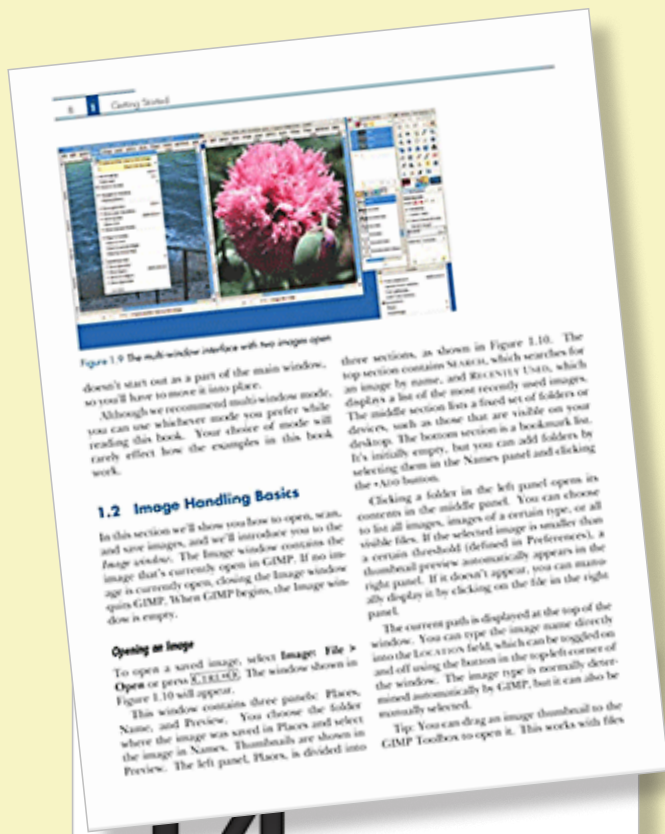 8 1 Getting Started
Figure 1.9 The multi-window interface with two images open
doesn't start out as a part of the main window,
so you'll have to move it into place.
Although we recommend multi-window mode,
you can use whichever mode you prefer while
reading this book. Your choice of mode will
rarely effect how the examples in this book
work.
1.2 Image Handling Basics
In this section we'll show you how to open, scan,
and save images, and we'll introduce you to the
Image window. The Image window contains the
image that's currently open in GIMP. If no im-
age is currently open, closing the Image window
quits GIMP. When GIMP begins, the Image win-
dow is empty.
Opening an Image
To open a saved image, select Image: File >
Open or press CTRL+O. The window shown in
Figure 1.10 will appear.
This window contains three panels: Places,
Name, and Preview. You choose the folder
where the image was saved in Places and select
the image in Names. Thumbnails are shown in
Preview. The left panel, Places, is divided into
three sections, as shown in Figure 1.10. The
top section contains SEARCH, which searches for
an image by name, and RECENTLY USED, which
displays a list of the most recently used images.
The middle section lists a fixed set of folders or
devices, such as those that are visible on your
desktop. The bottom section is a bookmark list.
It's initially empty, but you can add folders by
selecting them in the Names panel and clicking
the +ADD button.
Clicking a folder in the left panel opens its
contents in the middle panel. You can choose
to list all images, images of a certain type, or all
visible files. If the selected image is smaller than
a certain threshold (defined in Preferences), a
thumbnail preview automatically appears in the
right panel. If it doesn't appear, you can manu-
ally display it by clicking on the file in the right
panel.
The current path is displayed at the top of the
window. You can type the image name directly
into the LOCATION field, which can be toggled on
and off using the button in the top-left corner of
the window. The image type is normally deter-
mined automatically by GIMP, but it can also be
manually selected.
Tip: You can drag an image thumbnail to the
GIMP Toolbox to open it. This works with files